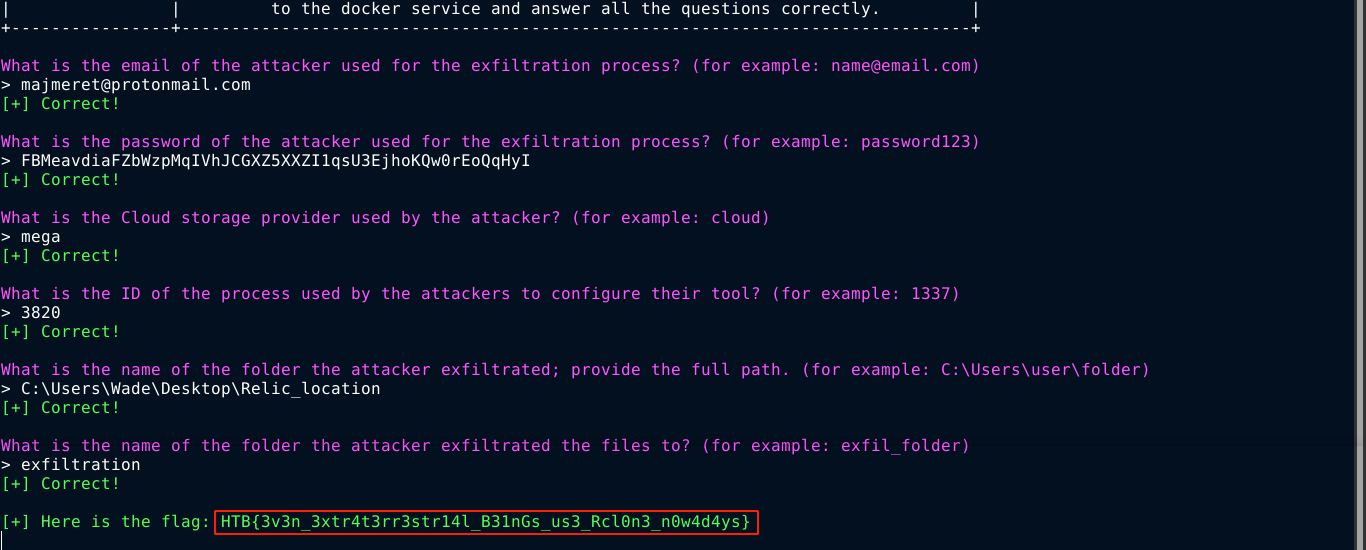 |                 |         to the docker service and answer all the questions correctly.         |
+----------------+-------------------------------------------------------------------------------+
What is the email of the attacker used for the exfiltration process? (for example: name@email.com)
> majmeret@protonmail.com
[+] Correct!
What is the password of the attacker used for the exfiltration process? (for example: password123)
> FBMeavdiaFZbWzpMqIVhJCGXZ5XXZI1qsU3EjhoKQw0rEoQqHyI
[+] Correct!
What is the Cloud storage provider used by the attacker? (for example: cloud)
> mega
[+] Correct!
What is the ID of the process used by the attackers to configure their tool? (for example: 1337)
> 3820
[+] Correct!
What is the name of the folder the attacker exfiltrated; provide the full path. (for example: C:\Users\user\folder)
> C:\Users\Wade\Desktop\Relic_location
[+] Correct!
What is the name of the folder the attacker exfiltrated the files to? (for example: exfil_folder)
> exfiltration
[+] Correct!
[+] Here is the flag: HTB{3v3n_3xtr4t3rr3str14l_B31nGs_us3_Rcl0n3_n0w4d4ys}